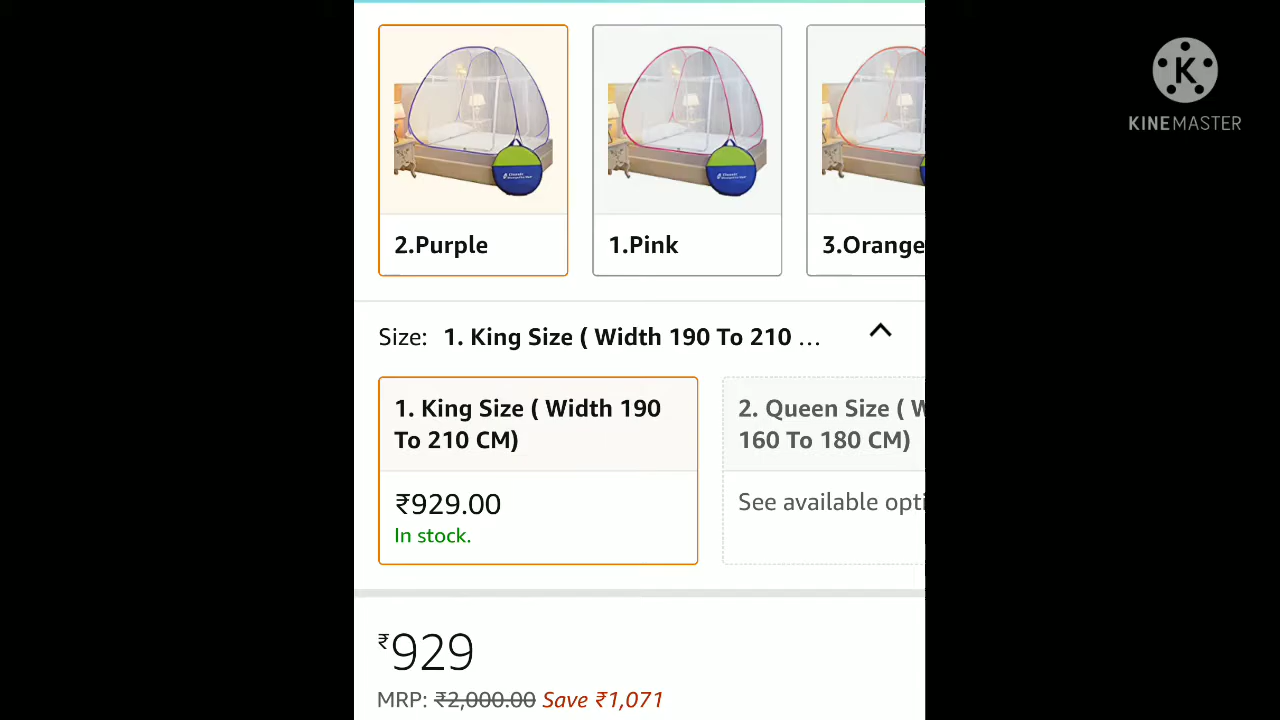 K
KINEMASTER
2.Purple
1.Pink
3.Orange
Size: 1. King Size ( Width 190 To 210 ...
1. King Size ( Width 190
To 210 CM)
₹929.00
In stock.
2. Queen Size (
160 To 180 CM)
See available
₹929
MRP: ₹2,000.00 Save ₹1,071